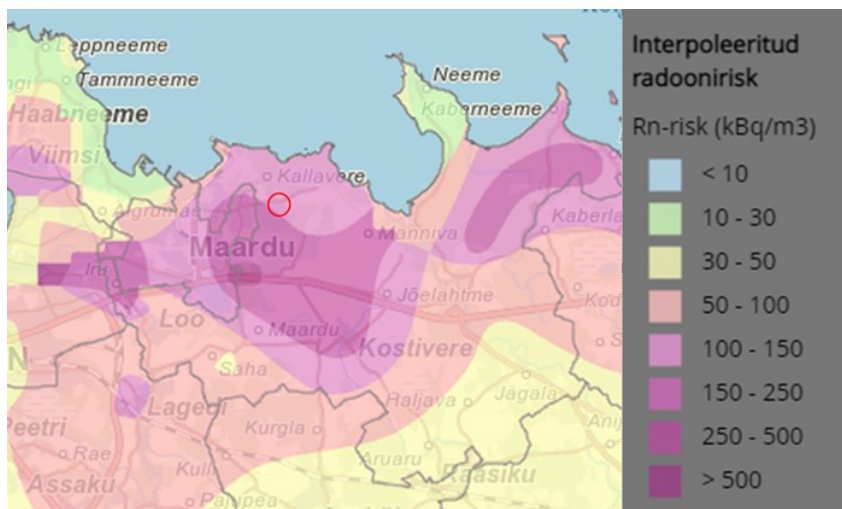 Leppneeme
Tammneeme
Neeme
Haabneeme
Kaberneeme
Viimsi
Kallavere
Aigrumäe
Manniva
Kaberla
Maardu
Iru
Jõelähtme
Loo
Maardu
Kostivere
Saha
Jägala
Lagedi
Haljava
Peetri
Kurgla
Rae
Aruaru
Raasiku
Assaku
Pajupea
Interpoleeritud
radoonirisk
Rn-risk (kBq/m3)
< 10
10 - 30
30 - 50
50 - 100
100 - 150
150 - 250
250 - 500
> 500